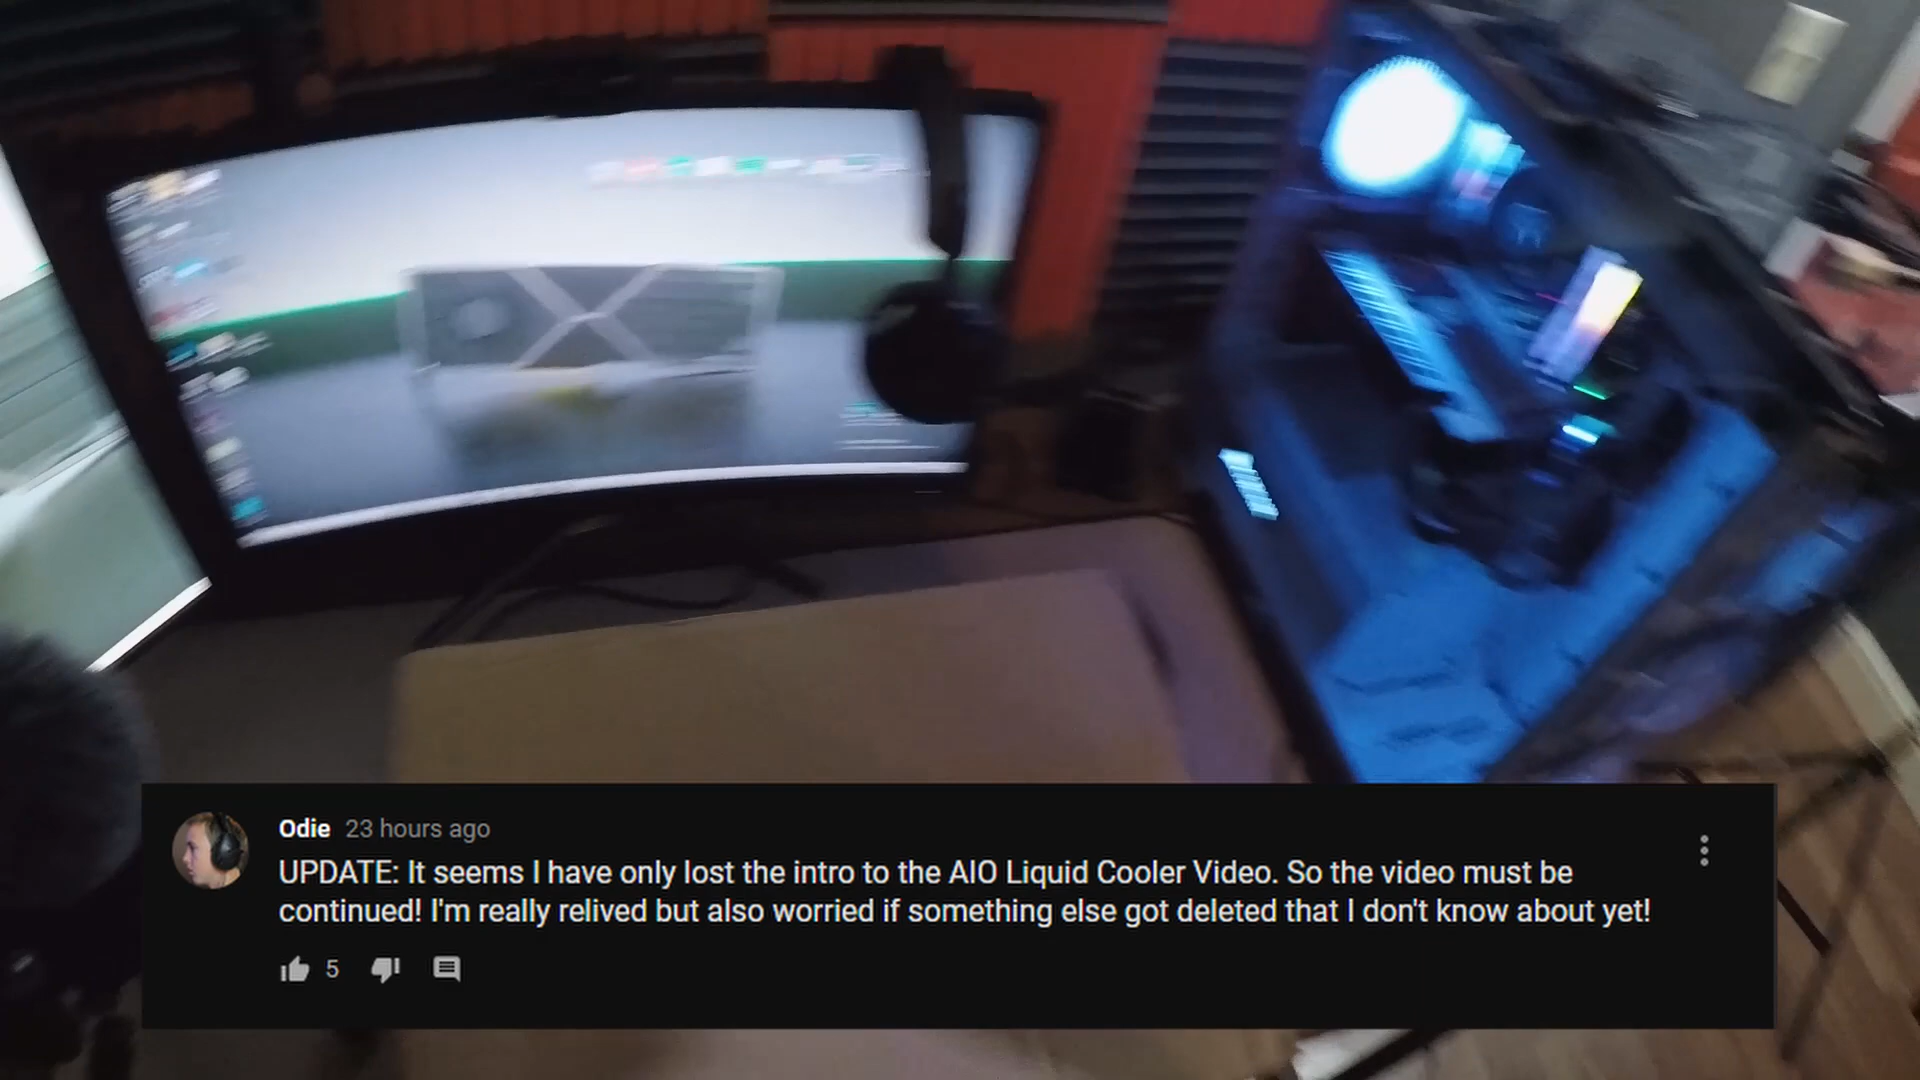 Odie 23 hours ago
UPDATE: It seems I have only lost the intro to the AIO Liquid Cooler Video. So the video must be
continued! I'm really relived but also worried if something else got deleted that I don't know about yet!
5